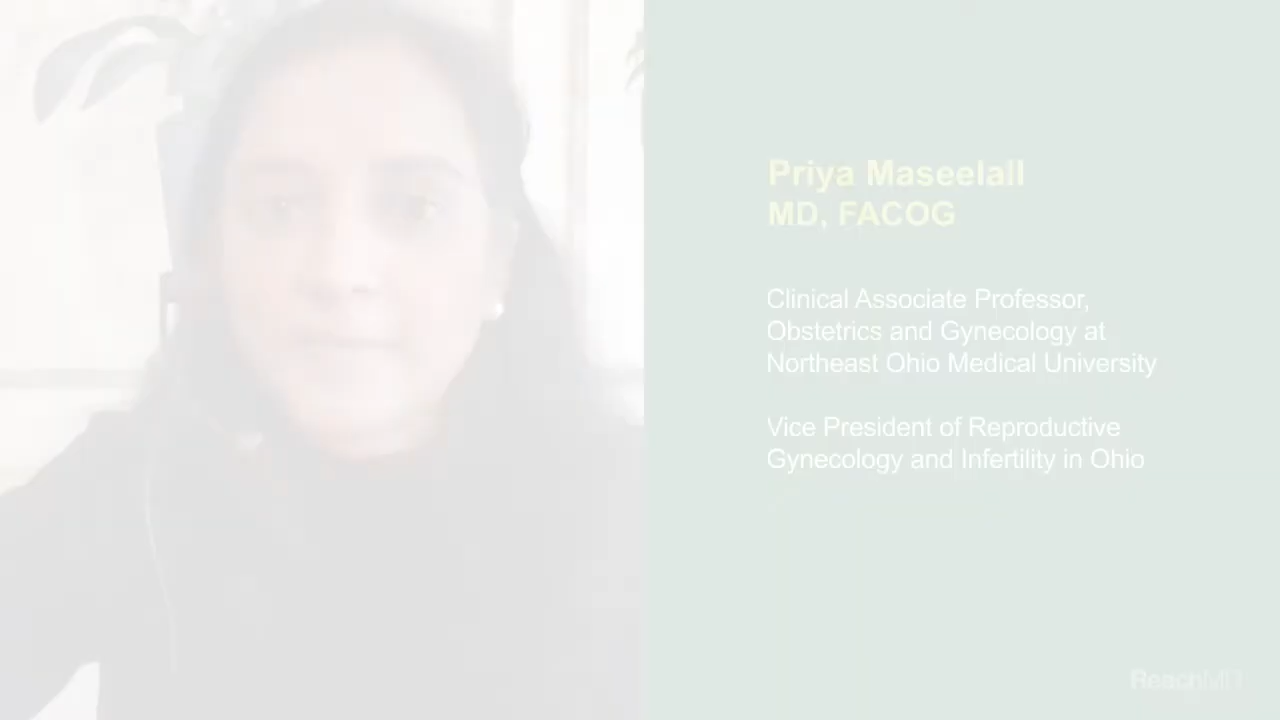 Priya Maseelall
MD, FACOG
Clinical Associate Professor,
Obstetrics and Gynecology at
Northeast Ohio Medical University
Vice President of Reproductive
Gynecology and Infertility in Ohio
ReachMD